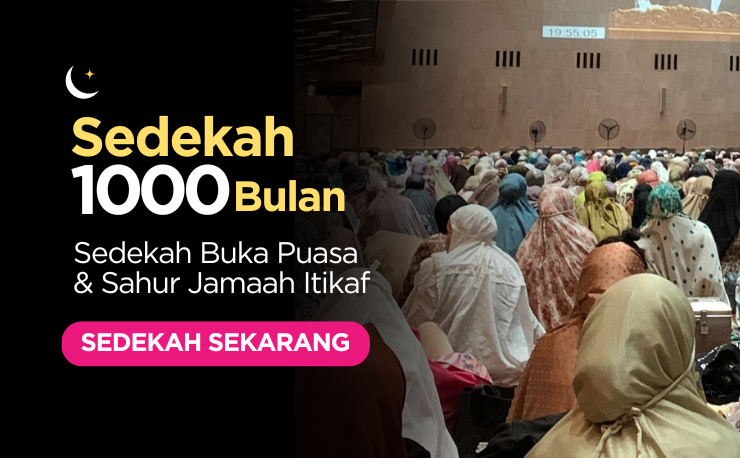 19:55:05
Sedekah
1000 Bulan
Sedekah Buka Puasa
& Sahur Jamaah Itikaf
SEDEKAH SEKARANG